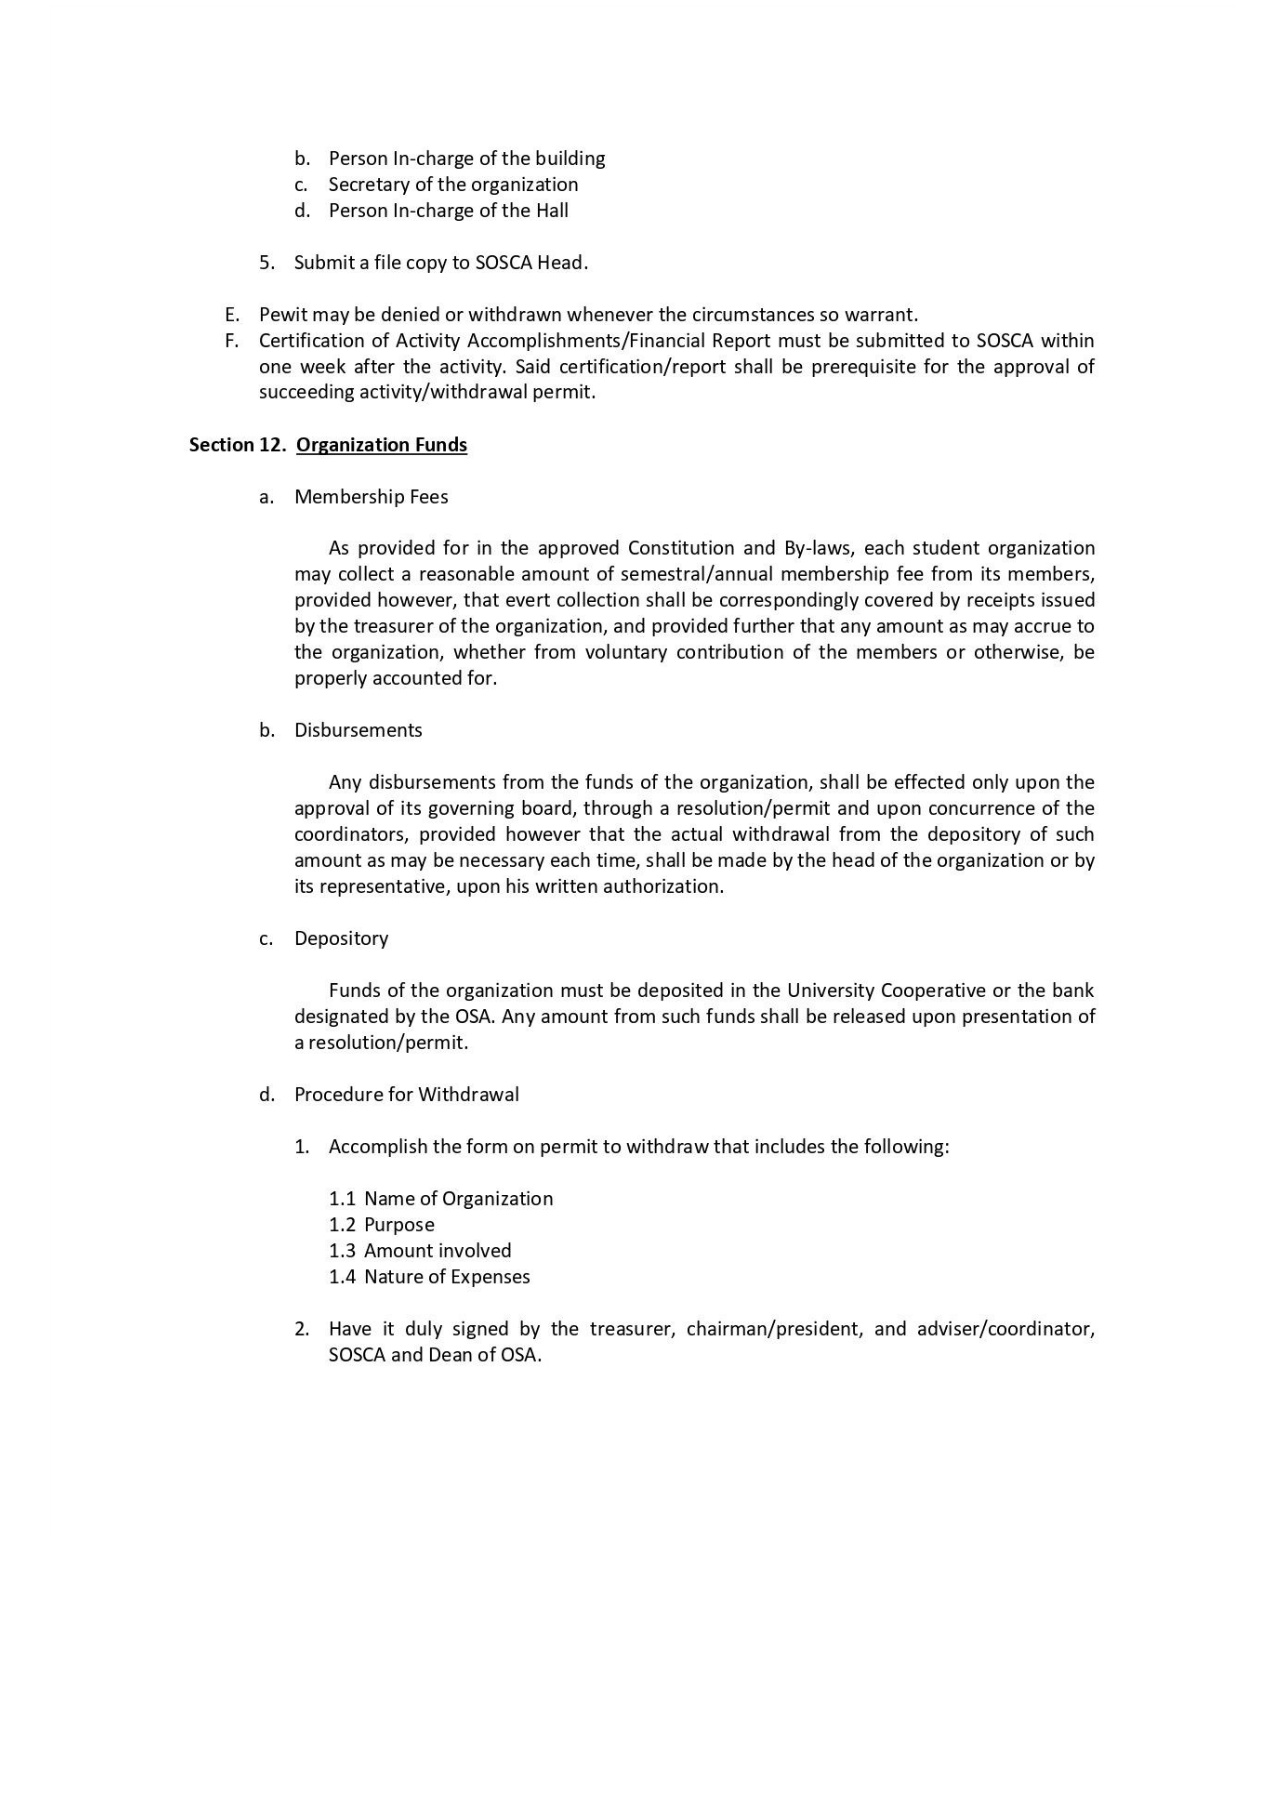 b. Person In-charge of the building
c. Secretary of the organization
d. Person In-charge of the Hall
5. Submit a file copy to SOSCA Head.
E. Pewit may be denied or withdrawn whenever the circumstances so warrant.
F. Certification of Activity Accomplishments/Financial Report must be submitted to SOSCA within
one week after the activity. Said certification/report shall be prerequisite for the approval of
succeeding activity/withdrawal permit.
Section 12. Organization Funds
a. Membership Fees
As provided for in the approved Constitution and By-laws, each student organization
may collect a reasonable amount of semestral/annual membership fee from its members,
provided however, that evert collection shall be correspondingly covered by receipts issued
by the treasurer of the organization, and provided further that any amount as may accrue to
the organization, whether from voluntary contribution of the members or otherwise, be
properly accounted for.
b. Disbursements
Any disbursements from the funds of the organization, shall be effected only upon the
approval of its governing board, through a resolution/permit and upon concurrence of the
coordinators, provided however that the actual withdrawal from the depository of such
amount as may be necessary each time, shall be made by the head of the organization or by
its representative, upon his written authorization.
c. Depository
Funds of the organization must be deposited in the University Cooperative or the bank
designated by the OSA. Any amount from such funds shall be released upon presentation of
a resolution/permit.
d. Procedure for Withdrawal
1. Accomplish the form on permit to withdraw that includes the following:
1.1 Name of Organization
1.2 Purpose
1.3 Amount involved
1.4 Nature of Expenses
2. Have it duly signed by the treasurer, chairman/president, and adviser/coordinator,
SOSCA and Dean of OSA.